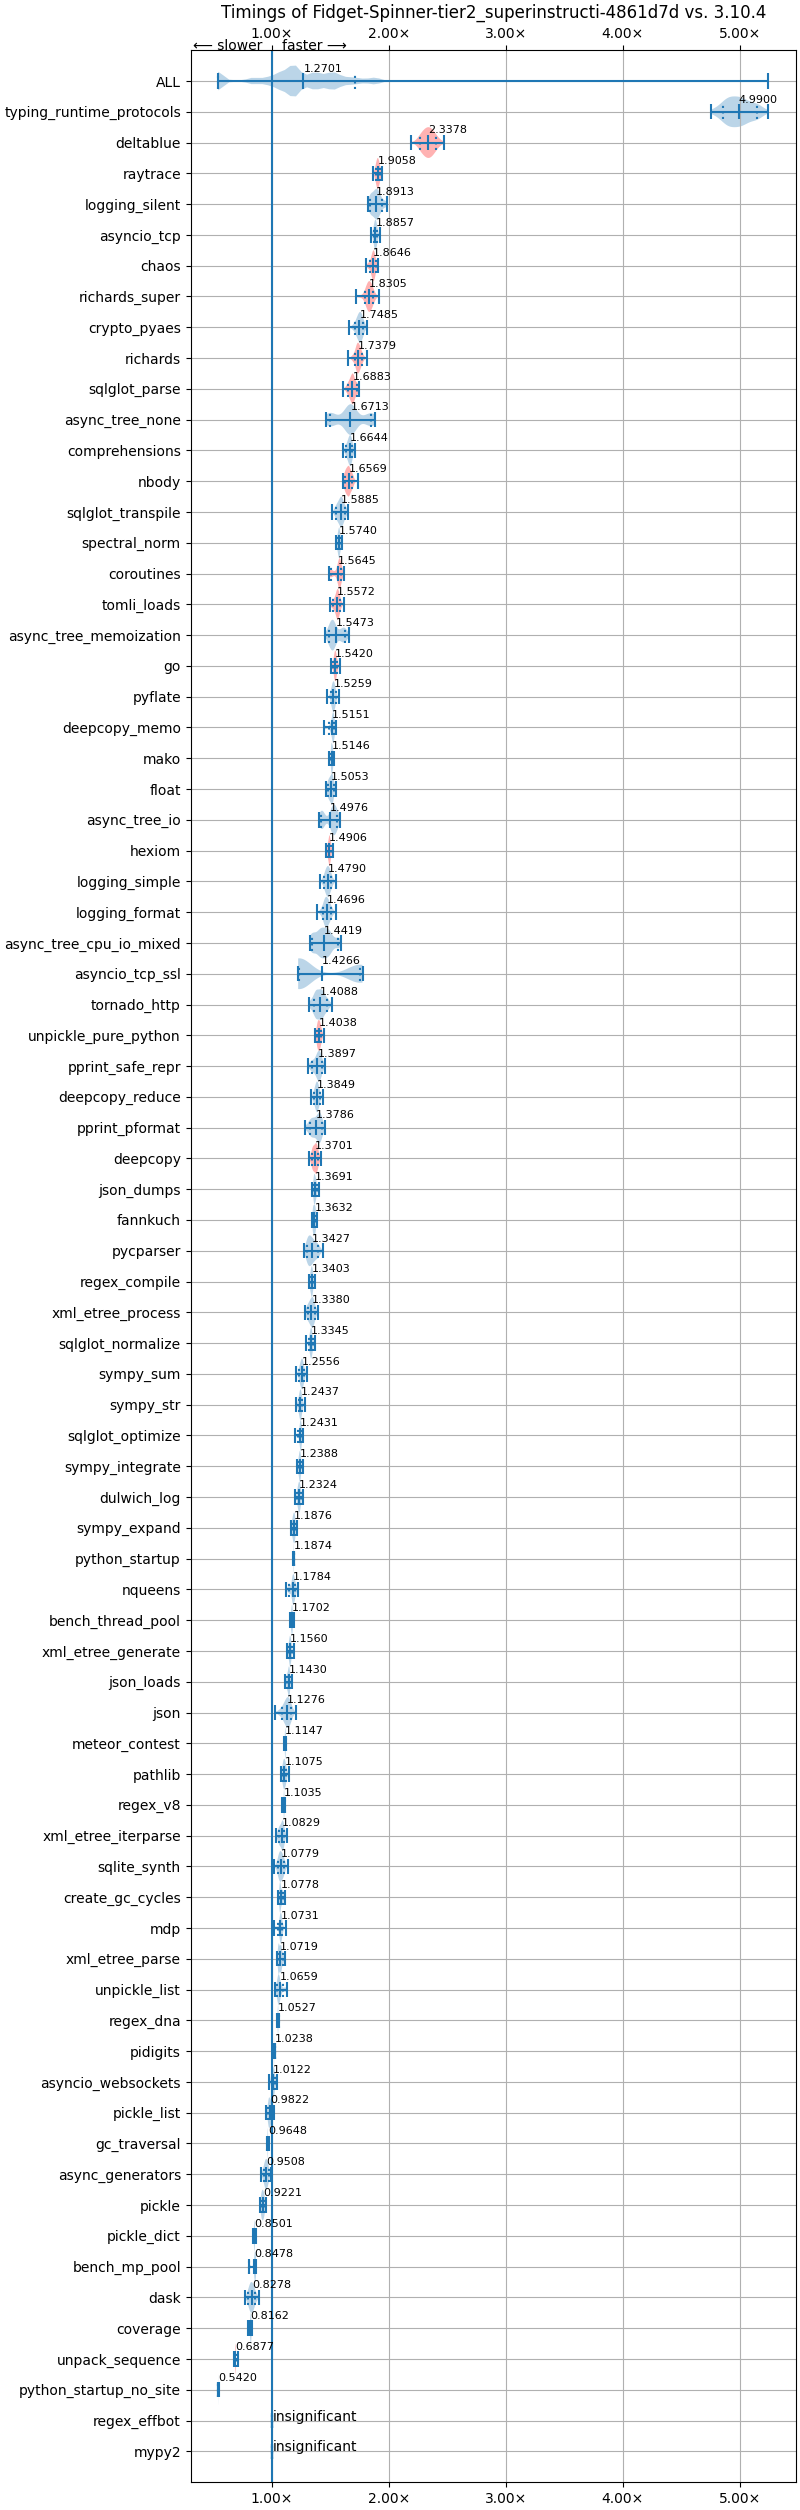 Timings of Fidget-Spinner-tier2_superinstructi-4861d7d vs. 3.10.4
1.00× 2.00× 3.00× 4.00× 5.00×
⟵ slower faster ⟶
ALL 1.2701
typing_runtime_protocols 4.9900
deltablue 2.3378
raytrace 1.9058
logging_silent 1.8913
asyncio_tcp 1.8857
chaos 1.8646
richards_super 1.8305
crypto_pyaes 1.7485
richards 1.7379
sqlglot_parse 1.6883
async_tree_none 1.6713
comprehensions 1.6644
nbody 1.6569
sqlglot_transpile 1.5885
spectral_norm 1.5740
coroutines 1.5645
tomli_loads 1.5572
async_tree_memoization 1.5473
go 1.5420
pyflate 1.5259
deepcopy_memo 1.5151
mako 1.5146
float 1.5053
async_tree_io 1.4976
hexiom 1.4906
logging_simple 1.4790
logging_format 1.4696
async_tree_cpu_io_mixed 1.4419
asyncio_tcp_ssl 1.4266
tornado_http 1.4088
unpickle_pure_python 1.4038
pprint_safe_repr 1.3897
deepcopy_reduce 1.3849
pprint_pformat 1.3786
deepcopy 1.3701
json_dumps 1.3691
fannkuch 1.3632
pycparser 1.3427
regex_compile 1.3403
xml_etree_process 1.3380
sqlglot_normalize 1.3345
sympy_sum 1.2556
sympy_str 1.2437
sqlglot_optimize 1.2431
sympy_integrate 1.2388
dulwich_log 1.2324
sympy_expand 1.1876
python_startup 1.1874
nqueens 1.1784
bench_thread_pool 1.1702
xml_etree_generate 1.1560
json_loads 1.1430
json 1.1276
meteor_contest 1.1147
pathlib 1.1075
regex_v8 1.1035
xml_etree_iterparse 1.0829
sqlite_synth 1.0779
create_gc_cycles 1.0778
mdp 1.0731
xml_etree_parse 1.0719
unpickle_list 1.0659
regex_dna 1.0527
pidigits 1.0238
asyncio_websockets 1.0122
pickle_list 0.9822
gc_traversal 0.9648
async_generators 0.9508
pickle 0.9221
pickle_dict 0.8501
bench_mp_pool 0.8478
dask 0.8278
coverage 0.8162
unpack_sequence 0.6877
python_startup_no_site 0.5420
regex_effbot insignificant
mypy2 insignificant
1.00× 2.00× 3.00× 4.00× 5.00×